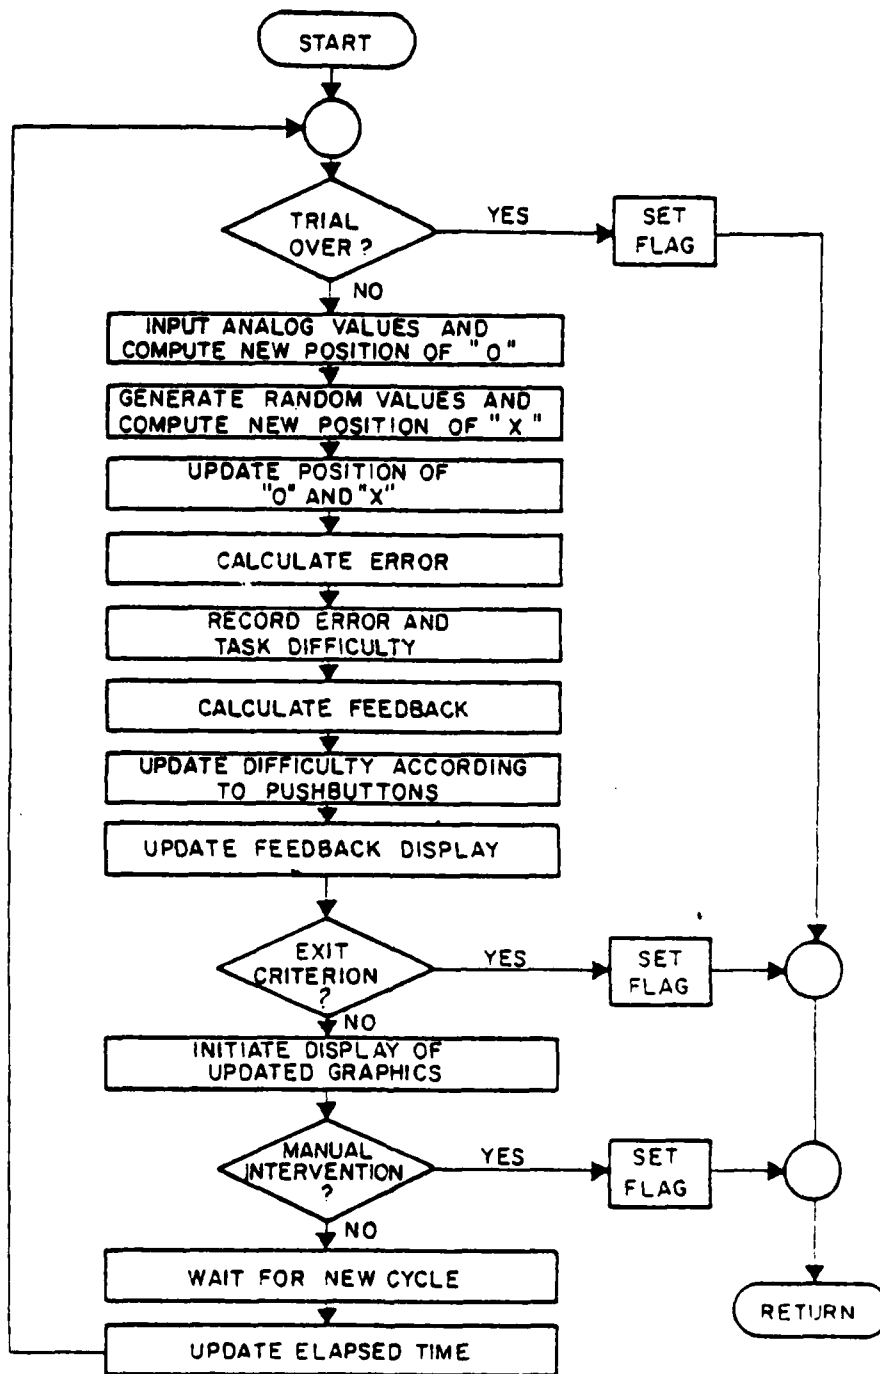 START
TRIAL
OVER ?
YES
SET
FLAG
NO
INPUT ANALOG VALUES AND
COMPUTE NEW POSITION OF "O"
GENERATE RANDOM VALUES AND
COMPUTE NEW POSITION OF "X"
UPDATE POSITION OF
"O" AND "X"
CALCULATE ERROR
RECORD ERROR AND
TASK DIFFICULTY
CALCULATE FEEDBACK
UPDATE DIFFICULTY ACCORDING
TO PUSHBUTTONS
UPDATE FEEDBACK DISPLAY
EXIT
CRITERION
?
YES
SET
FLAG
NO
INITIATE DISPLAY OF
UPDATED GRAPHICS
MANUAL
INTERVENTION
?
YES
SET
FLAG
NO
WAIT FOR NEW CYCLE
RETURN
UPDATE ELAPSED TIME